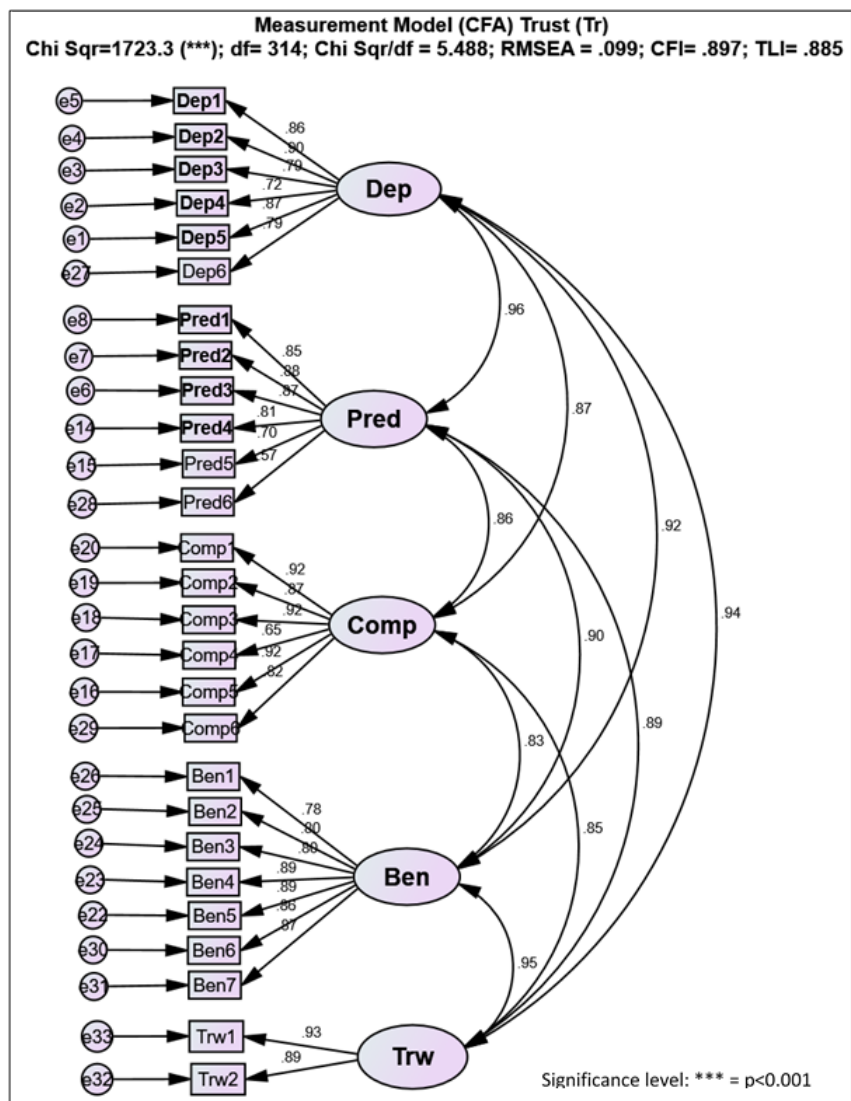 Measurement Model (CFA) Trust (Tr)
Chi Sqr=1723.3 (***); df= 314; Chi Sqr/df = 5.488; RMSEA = .099; CFI= .897; TLI= .885
e5 Dep1
.86
e4 Dep2
.90
e3 Dep3
.79
e2 Dep4
.72
e1 Dep5
.87
e27 Dep6
.79
Dep
.96
e8 Pred1
.85
e7 Pred2
.88
e6 Pred3
.87
e14 Pred4
.81
e15 Pred5
.70
e28 Pred6
.57
Pred
.87
.86
.92
e20 Comp1
.92
e19 Comp2
.87
e18 Comp3
.92
e17 Comp4
.65
e16 Comp5
.92
e29 Comp6
.82
Comp
.90
.94
.83
.89
.85
e26 Ben1
.78
e25 Ben2
.80
e24 Ben3
.80
e23 Ben4
.89
e22 Ben5
.89
e30 Ben6
.86
e31 Ben7
.87
Ben
.95
e33 Trw1
.93
e32 Trw2
.89
Trw
Significance level: *** = p<0.001